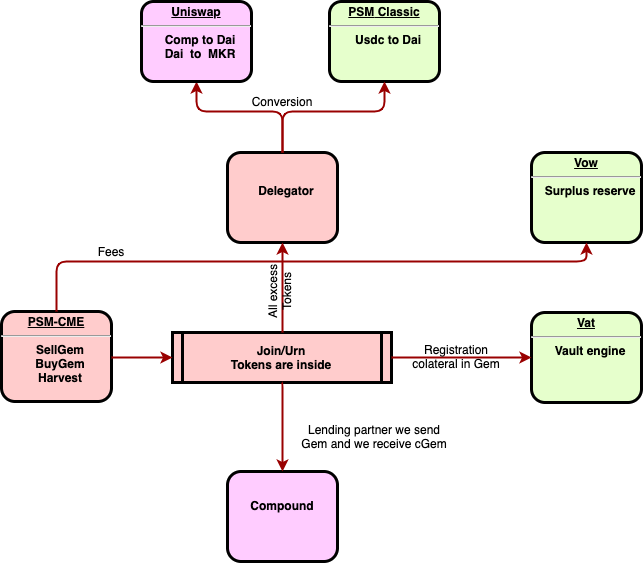 Uniswap
Comp to Dai
Dai to MKR
PSM Classic
Usdc to Dai
Conversion
Delegator
Vow
Surplus reserve
Fees
All excess
Tokens
PSM-CME
SellGem
BuyGem
Harvest
Join/Urn
Tokens are inside
Registration
colateral in Gem
Vat
Vault engine
Lending partner we send
Gem and we receive cGem
Compound